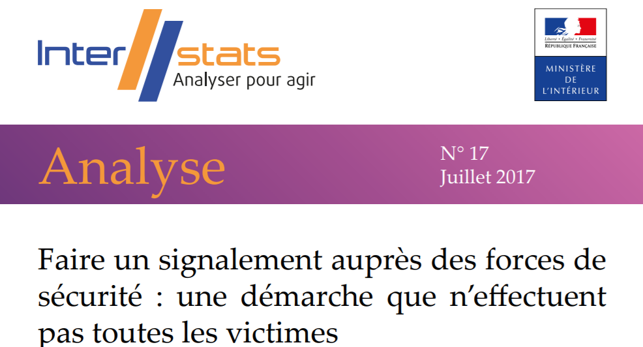 Inter stats
Analyser pour agir
Liberté • Égalité • Fraternité
RÉPUBLIQUE FRANÇAISE
MINISTÈRE
DE
L'INTÉRIEUR
Analyse
N° 17
Juillet 2017
Faire un signalement auprès des forces de
sécurité : une démarche que n'effectuent
pas toutes les victimes